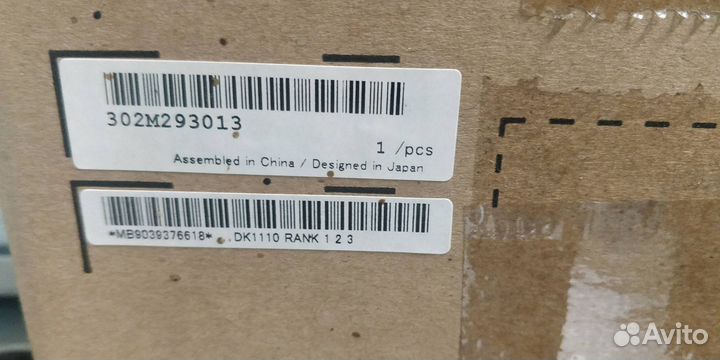 302M293013
1 /pcs
Assembled in China / Designed in Japan
*MB9039376618* DK1110 RANK 1 2 3
Avito